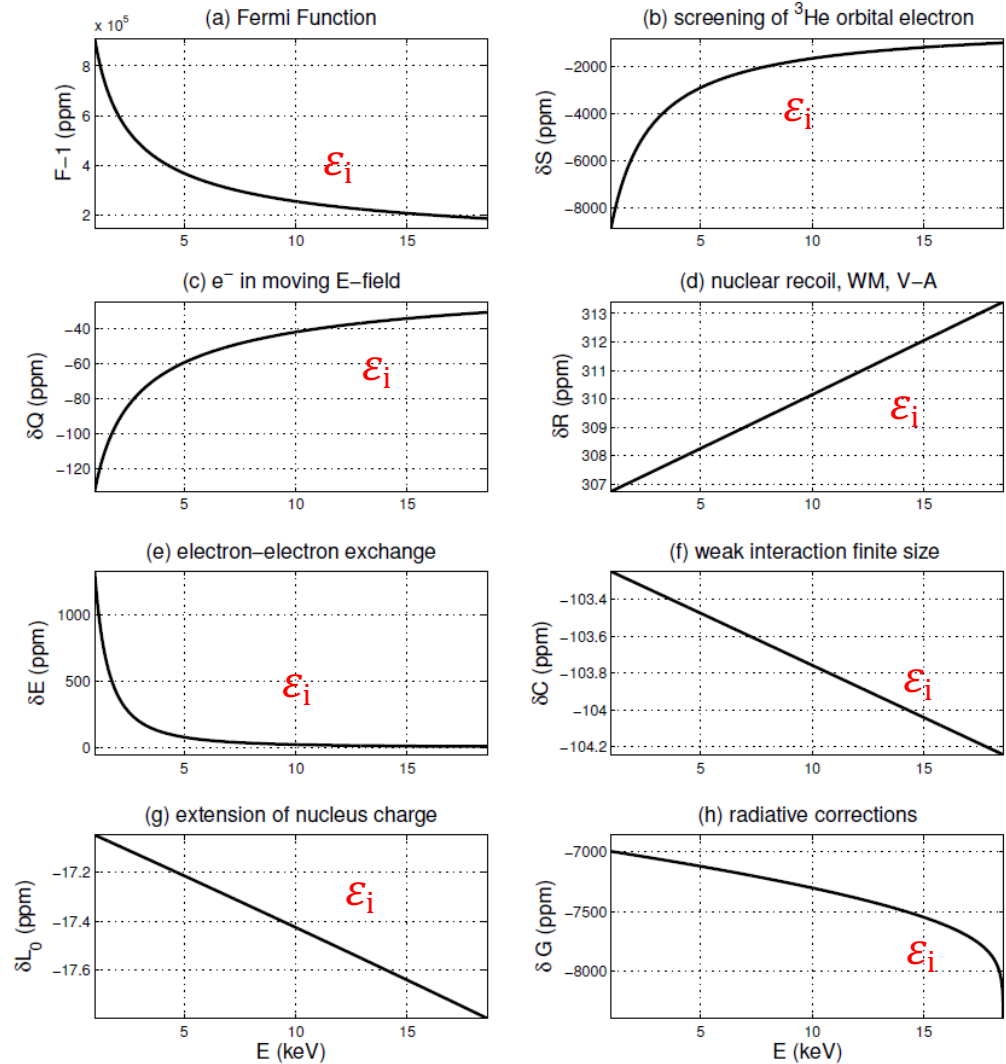 (a) Fermi Function
x 10⁵
8
6
4
2
F−1 (ppm)
5 10 15
εᵢ
(b) screening of ³He orbital electron
−2000
−4000
−6000
−8000
δS (ppm)
5 10 15
εᵢ
(c) e⁻ in moving E−field
−40
−60
−80
−100
−120
δQ (ppm)
5 10 15
εᵢ
(d) nuclear recoil, WM, V−A
313
312
311
310
309
308
307
δR (ppm)
5 10 15
εᵢ
(e) electron−electron exchange
1000
500
0
δE (ppm)
5 10 15
εᵢ
(f) weak interaction finite size
−103.4
−103.6
−103.8
−104
−104.2
δC (ppm)
5 10 15
εᵢ
(g) extension of nucleus charge
−17.2
−17.4
−17.6
δL₀ (ppm)
5 10 15
E (keV)
εᵢ
(h) radiative corrections
−7000
−7500
−8000
δ G (ppm)
5 10 15
E (keV)
εᵢ